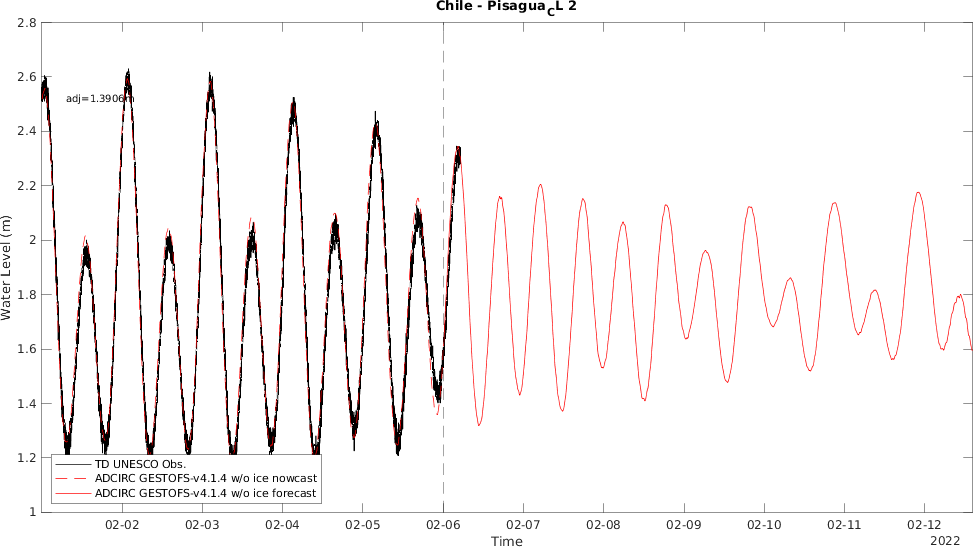 Chile - Pisagua_CL 2
2.8
2.6
2.4
2.2
2
1.8
1.6
1.4
1.2
1
Water Level (m)
adj=1.3906m
TD UNESCO Obs.
ADCIRC GESTOFS-v4.1.4 w/o ice nowcast
ADCIRC GESTOFS-v4.1.4 w/o ice forecast
02-02 02-03 02-04 02-05 02-06 02-07 02-08 02-09 02-10 02-11 02-12
Time
2022